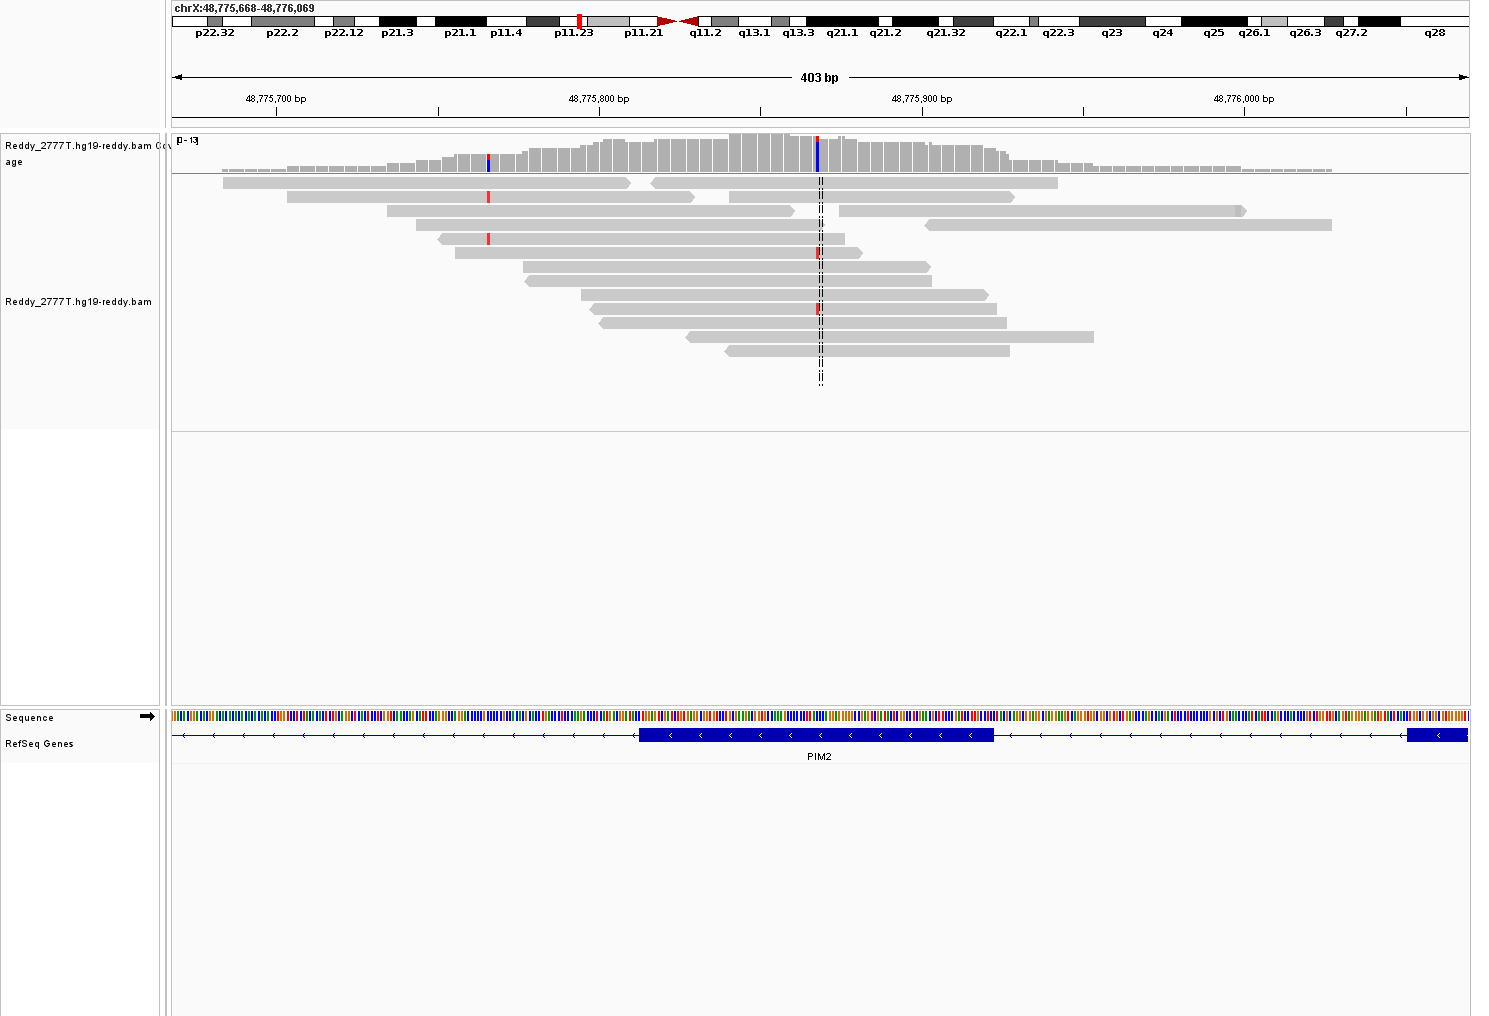 chrX:48,775,668-48,776,069
p22.32 p22.2 p22.12 p21.3 p21.1 p11.4 p11.23 p11.21 q11.2 q13.1 q13.3 q21.1 q21.2 q21.32 q22.1 q22.3 q23 q24 q25 q26.1 q26.3 q27.2 q28
403 bp
48,775,700 bp 48,775,800 bp 48,775,900 bp 48,776,000 bp
Reddy_2777T.hg19-reddy.bam Cov
age
[0 - 13]
Reddy_2777T.hg19-reddy.bam
Sequence
RefSeq Genes
PIM2